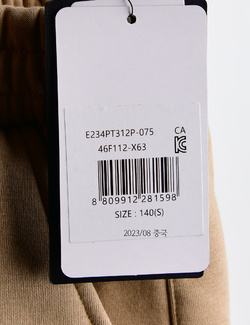 E234PT312P-075 CA
46F112-X63
8 809912 281598
SIZE : 140(S)
2023/08 중국